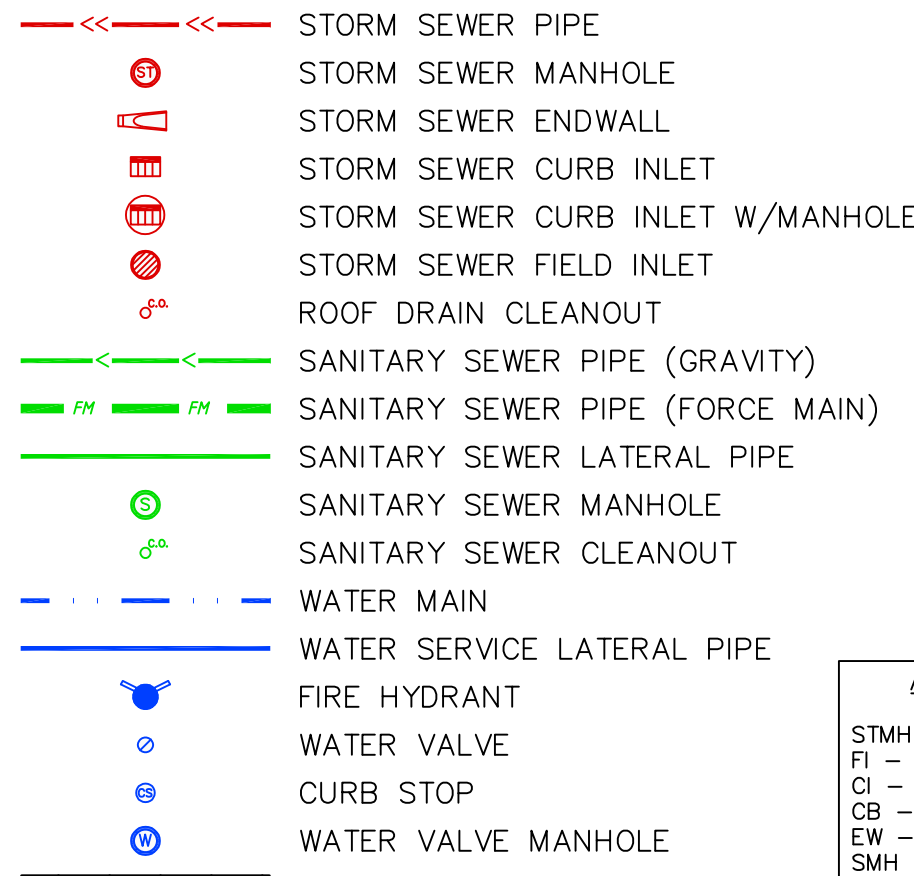 << << STORM SEWER PIPE
ST STORM SEWER MANHOLE
STORM SEWER ENDWALL
STORM SEWER CURB INLET
STORM SEWER CURB INLET W/MANHOLE
STORM SEWER FIELD INLET
C.O. ROOF DRAIN CLEANOUT
< < SANITARY SEWER PIPE (GRAVITY)
FM FM SANITARY SEWER PIPE (FORCE MAIN)
SANITARY SEWER LATERAL PIPE
S SANITARY SEWER MANHOLE
C.O. SANITARY SEWER CLEANOUT
WATER MAIN
WATER SERVICE LATERAL PIPE
FIRE HYDRANT
WATER VALVE
CS CURB STOP
W WATER VALVE MANHOLE
STMH
FI –
CI –
CB –
EW –
SMH